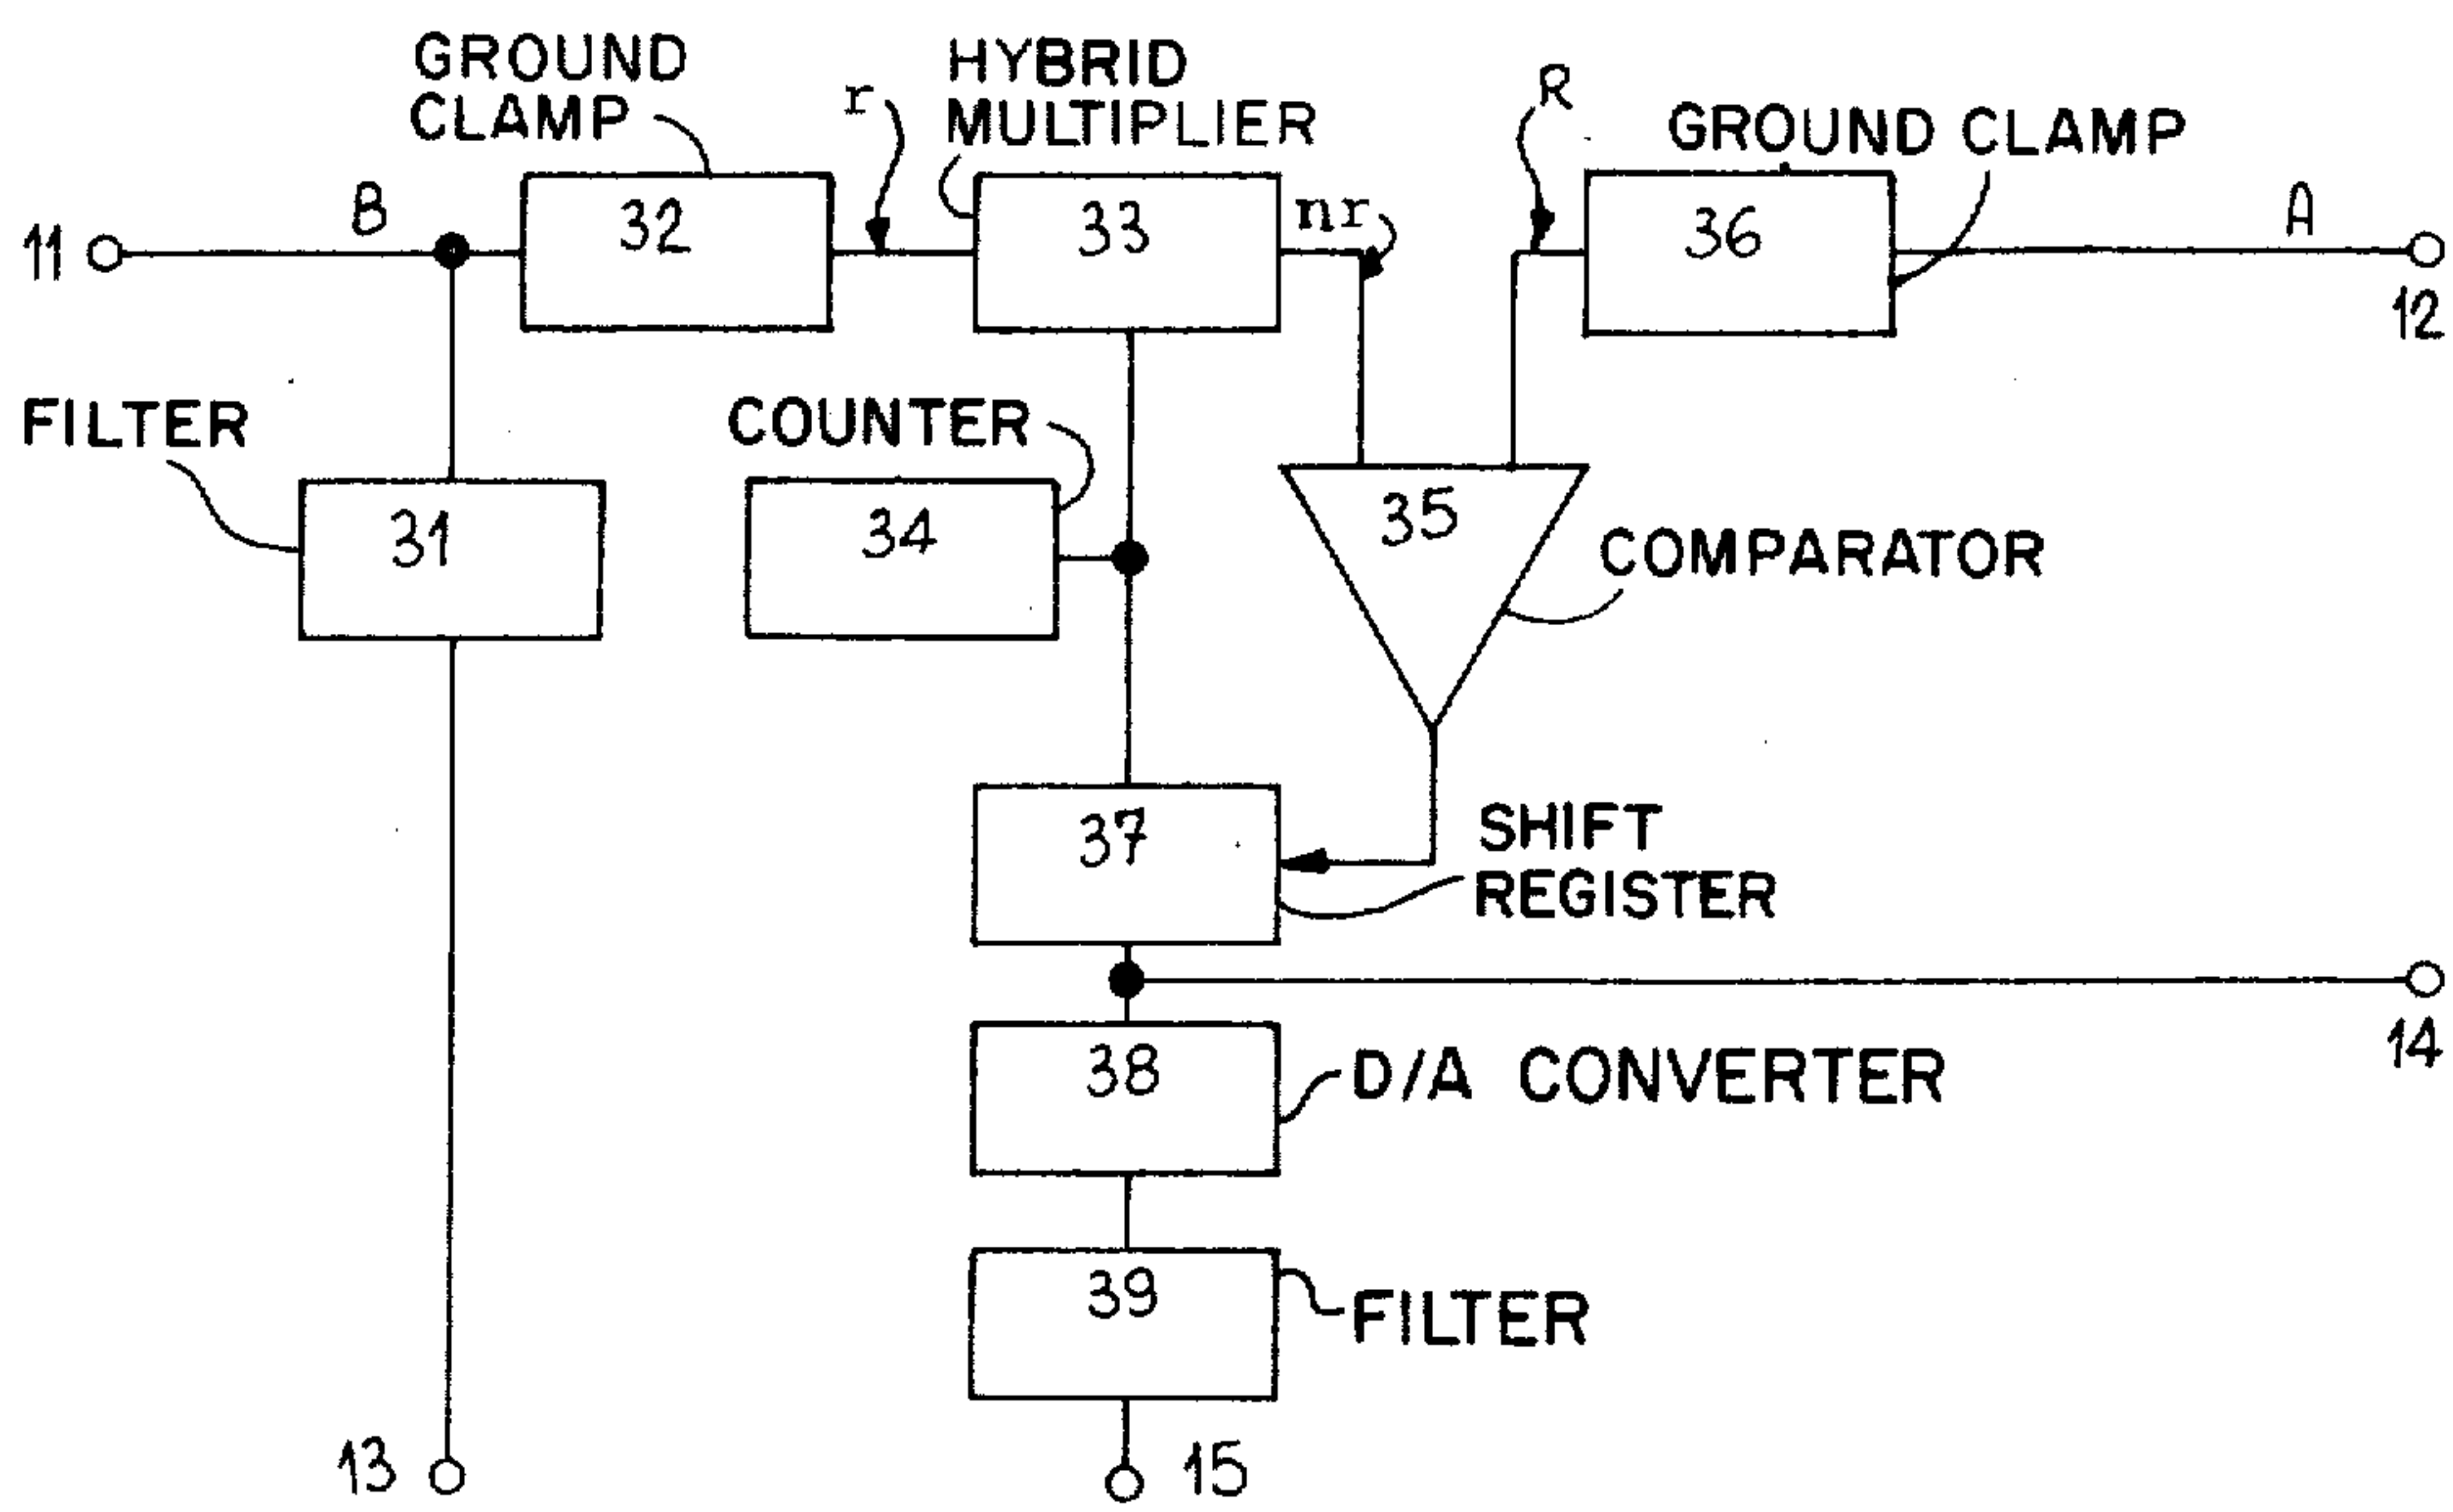 GROUND
CLAMP
r
HYBRID
MULTIPLIER
R
GROUND CLAMP
11
B
32
33
nr
36
A
12
FILTER
31
COUNTER
34
35
COMPARATOR
37
SHIFT
REGISTER
14
38
D/A CONVERTER
39
FILTER
13
15